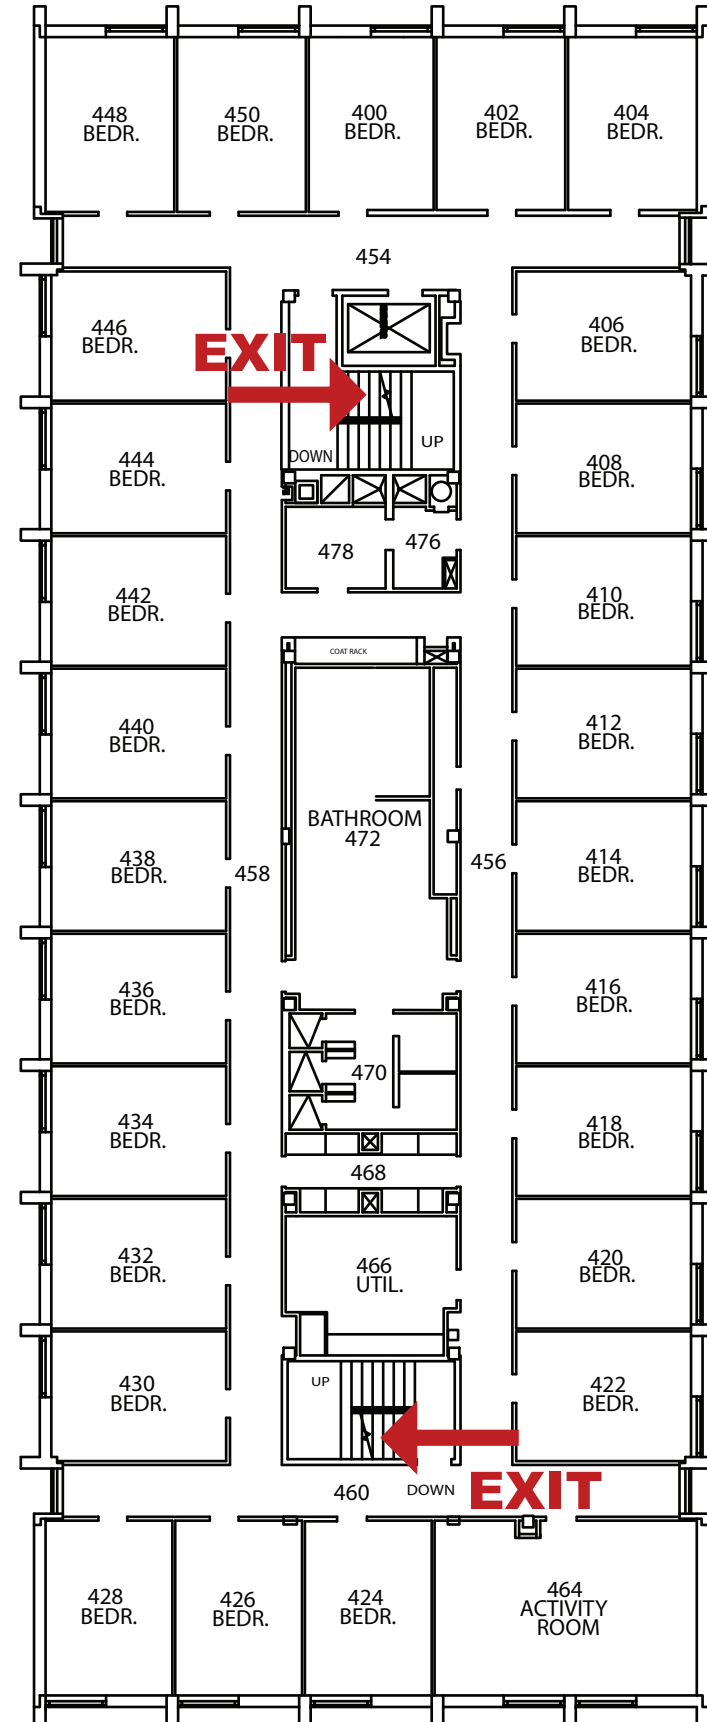 448
BEDR.
450
BEDR.
400
BEDR.
402
BEDR.
404
BEDR.
454
446
BEDR.
406
BEDR.
EXIT
444
BEDR.
DOWN
UP
408
BEDR.
478
476
442
BEDR.
410
BEDR.
COAT RACK
440
BEDR.
412
BEDR.
BATHROOM
472
438
BEDR.
458
456
414
BEDR.
436
BEDR.
416
BEDR.
470
434
BEDR.
418
BEDR.
468
432
BEDR.
466
UTIL.
420
BEDR.
430
BEDR.
UP
422
BEDR.
460
DOWN
EXIT
428
BEDR.
426
BEDR.
424
BEDR.
464
ACTIVITY
ROOM